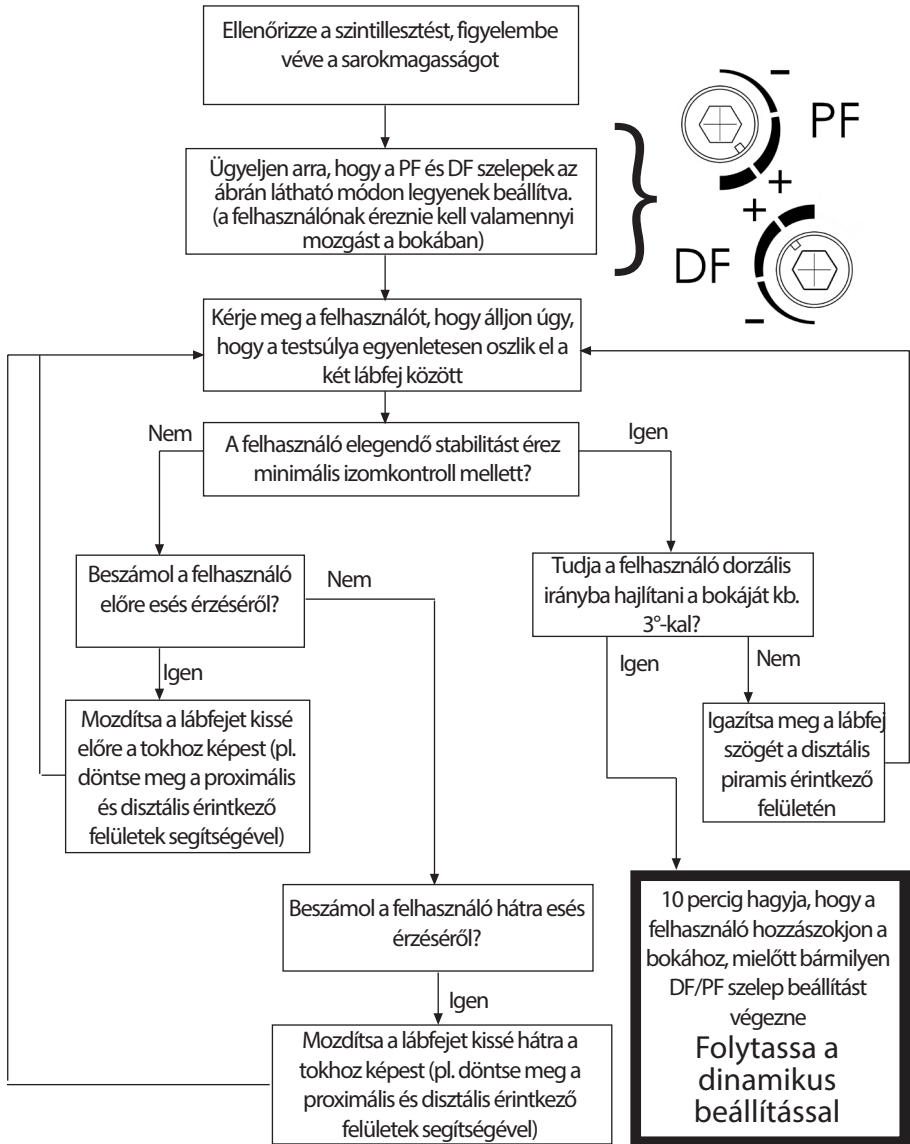 Ellenőrizze a szintillesztést, figyelembe
véve a sarokmagasságot
Ügyeljen arra, hogy a PF és DF szelepek az
ábrán látható módon legyenek beállítva.
(a felhasználónak éreznie kell valamennyi
mozgást a bokában)
-
PF
+
+
DF
-
Kérje meg a felhasználót, hogy álljon úgy,
hogy a testsúlya egyenletesen oszlik el a
két lábfej között
Nem
Igen
A felhasználó elegendő stabilitást érez
minimális izomkontroll mellett?
Beszámol a felhasználó
előre esés érzéséről?
Nem
Igen
Mozdítsa a lábfejet kissé
előre a tokhoz képest (pl.
döntse meg a proximális
és disztális érintkező
felületek segítségével)
Beszámol a felhasználó hátra esés
érzéséről?
Igen
Mozdítsa a lábfejet kissé hátra a
tokhoz képest (pl. döntse meg a
proximális és disztális érintkező
felületek segítségével)
Tudja a felhasználó dorzális
irányba hajlítani a bokáját kb.
3°-kal?
Igen
Nem
Igazítsa meg a lábfej
szögét a disztális
piramis érintkező
felületén
10 percig hagyja, hogy a
felhasználó hozzászokjon a
bokához, mielőtt bármilyen
DF/PF szelep beállítást
végezne
Folytassa a
dinamikus
beállítással